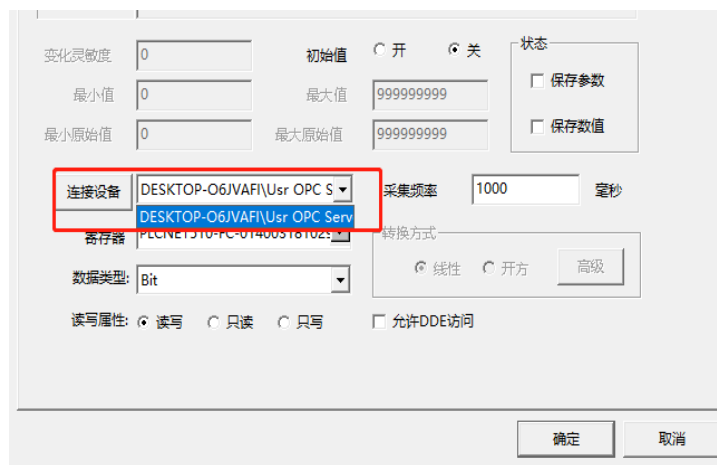 变化灵敏度 0 初始值 开 关 状态
最小值 0 最大值 999999999 保存参数
最小原始值 0 最大原始值 999999999 保存数值
连接设备 DESKTOP-O6JVAFI\Usr OPC S 采集频率 1000 毫秒
DESKTOP-O6JVAFI\Usr OPC Serv
寄存器 转换方式
线性 开方 高级
数据类型: Bit
读写属性: 读写 只读 只写 允许DDE访问
确定 取消